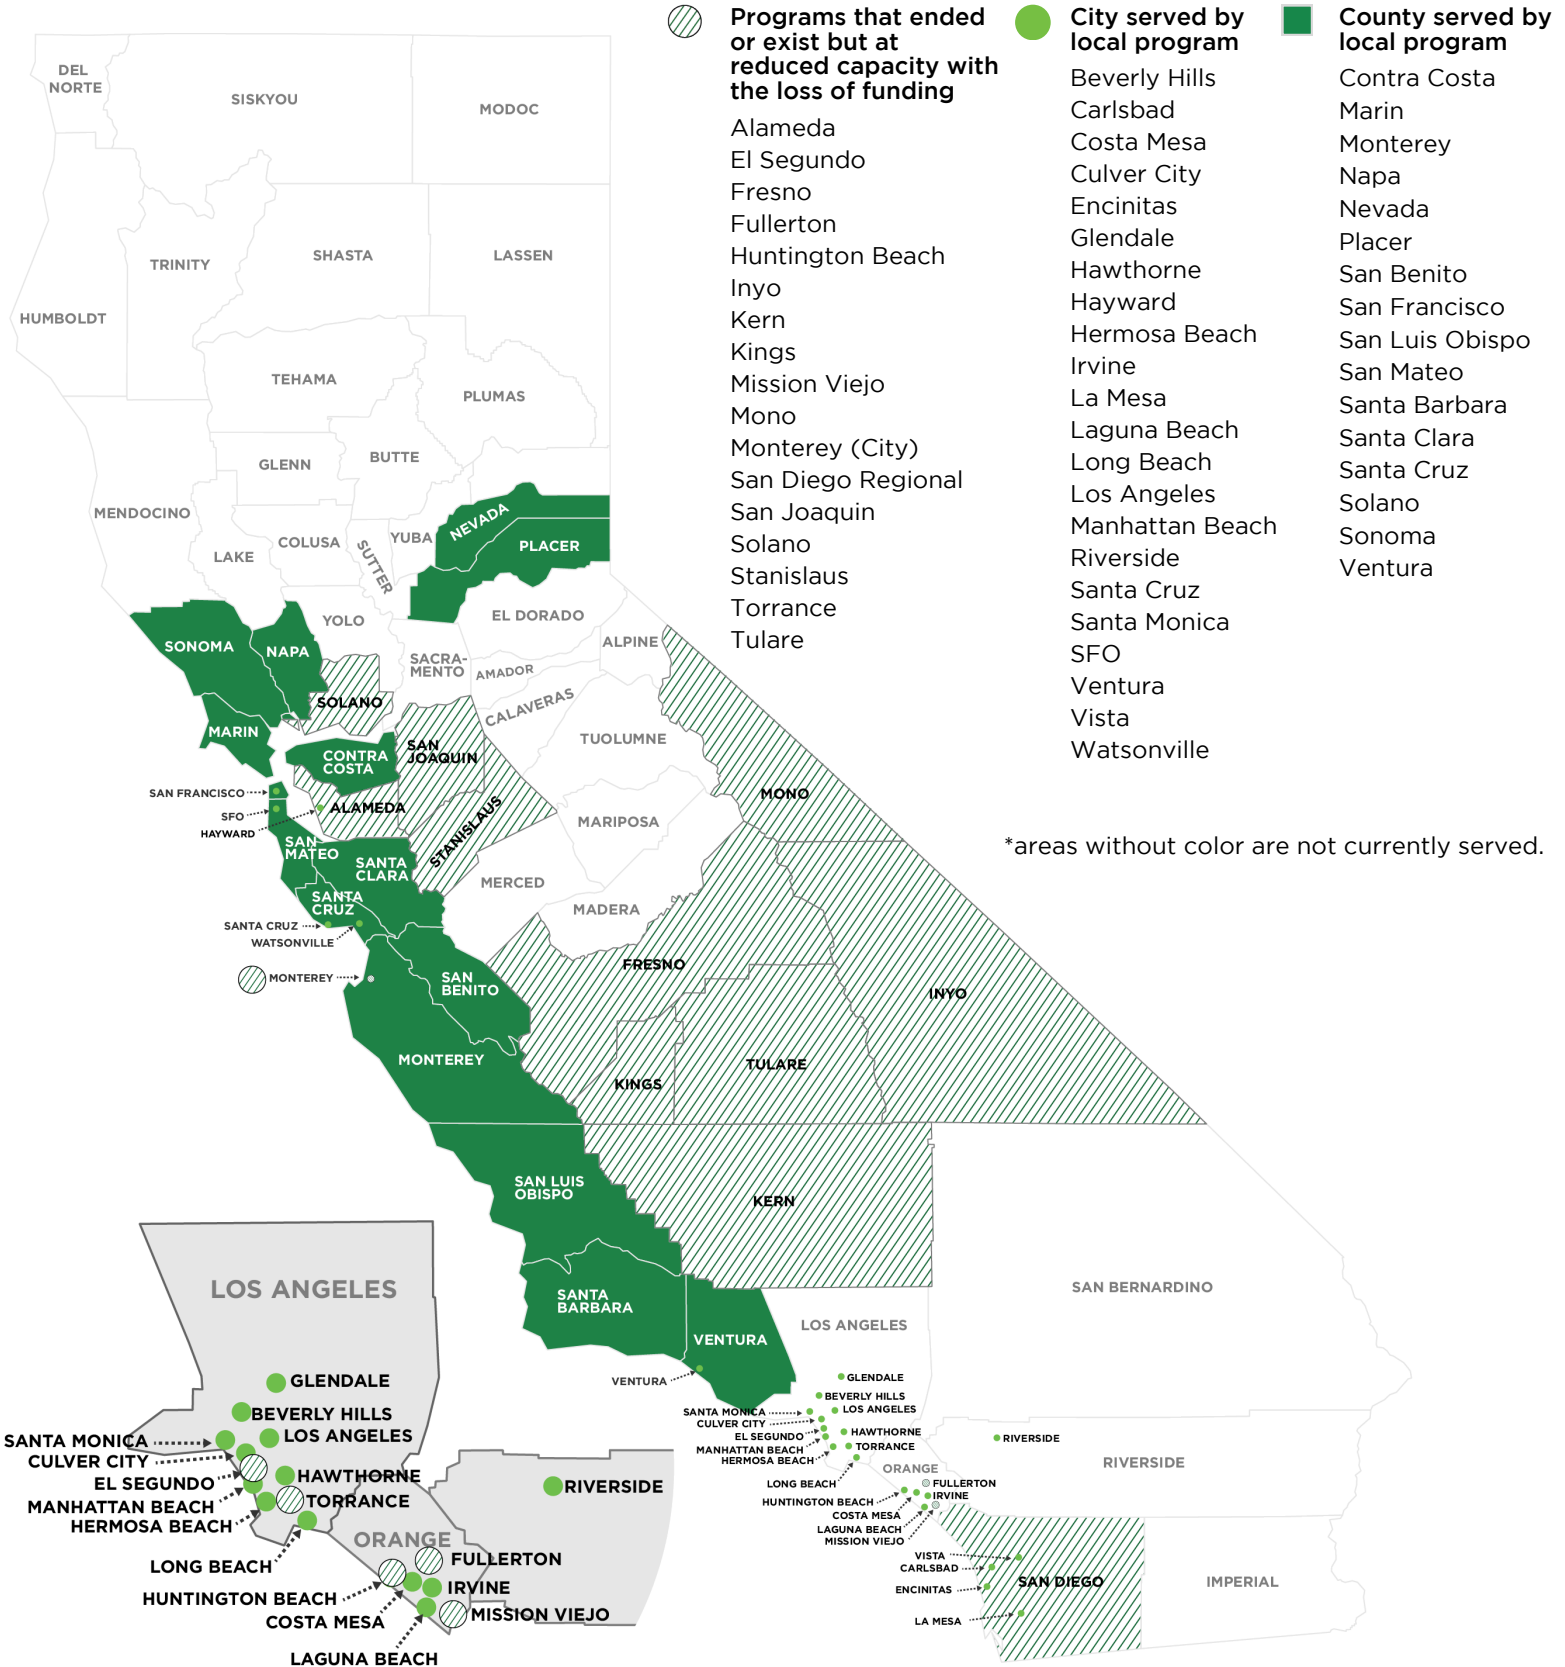 Programs that ended
or exist but at
reduced capacity with
the loss of funding
Alameda
El Segundo
Fresno
Fullerton
Huntington Beach
Inyo
Kern
Kings
Mission Viejo
Mono
Monterey (City)
San Diego Regional
San Joaquin
Solano
Stanislaus
Torrance
Tulare
City served by
local program
Beverly Hills
Carlsbad
Costa Mesa
Culver City
Encinitas
Glendale
Hawthorne
Hayward
Hermosa Beach
Irvine
La Mesa
Laguna Beach
Long Beach
Los Angeles
Manhattan Beach
Riverside
Santa Cruz
Santa Monica
SFO
Ventura
Vista
Watsonville
County served by
local program
Contra Costa
Marin
Monterey
Napa
Nevada
Placer
San Benito
San Francisco
San Luis Obispo
San Mateo
Santa Barbara
Santa Clara
Santa Cruz
Solano
Sonoma
Ventura
*areas without color are not currently served.
DEL
NORTE
SISKYOU
MODOC
TRINITY
SHASTA
LASSEN
HUMBOLDT
TEHAMA
PLUMAS
GLENN
BUTTE
MENDOCINO
LAKE
COLUSA
SUTTER
YUBA
NEVADA
PLACER
YOLO
EL DORADO
SONOMA
NAPA
SACRA-
MENTO
AMADOR
ALPINE
SOLANO
CALAVERAS
MARIN
CONTRA
COSTA
SAN
JOAQUIN
TUOLUMNE
SAN FRANCISCO
SFO
HAYWARD
ALAMEDA
MONO
STANISLAUS
MARIPOSA
SAN
MATEO
SANTA
CLARA
MERCED
SANTA
CRUZ
MADERA
SANTA CRUZ
WATSONVILLE
MONTEREY
SAN
BENITO
FRESNO
INYO
MONTEREY
KINGS
TULARE
SAN LUIS
OBISPO
KERN
SANTA
BARBARA
VENTURA
VENTURA
LOS ANGELES
SAN BERNARDINO
GLENDALE
BEVERLY HILLS
SANTA MONICA
LOS ANGELES
CULVER CITY
EL SEGUNDO
HAWTHORNE
MANHATTAN BEACH
TORRANCE
HERMOSA BEACH
LONG BEACH
ORANGE
RIVERSIDE
RIVERSIDE
FULLERTON
HUNTINGTON BEACH
IRVINE
COSTA MESA
LAGUNA BEACH
MISSION VIEJO
VISTA
CARLSBAD
SAN DIEGO
ENCINITAS
LA MESA
IMPERIAL
LOS ANGELES
GLENDALE
BEVERLY HILLS
SANTA MONICA
LOS ANGELES
CULVER CITY
EL SEGUNDO
HAWTHORNE
MANHATTAN BEACH
TORRANCE
HERMOSA BEACH
RIVERSIDE
LONG BEACH
ORANGE
FULLERTON
HUNTINGTON BEACH
IRVINE
COSTA MESA
MISSION VIEJO
LAGUNA BEACH